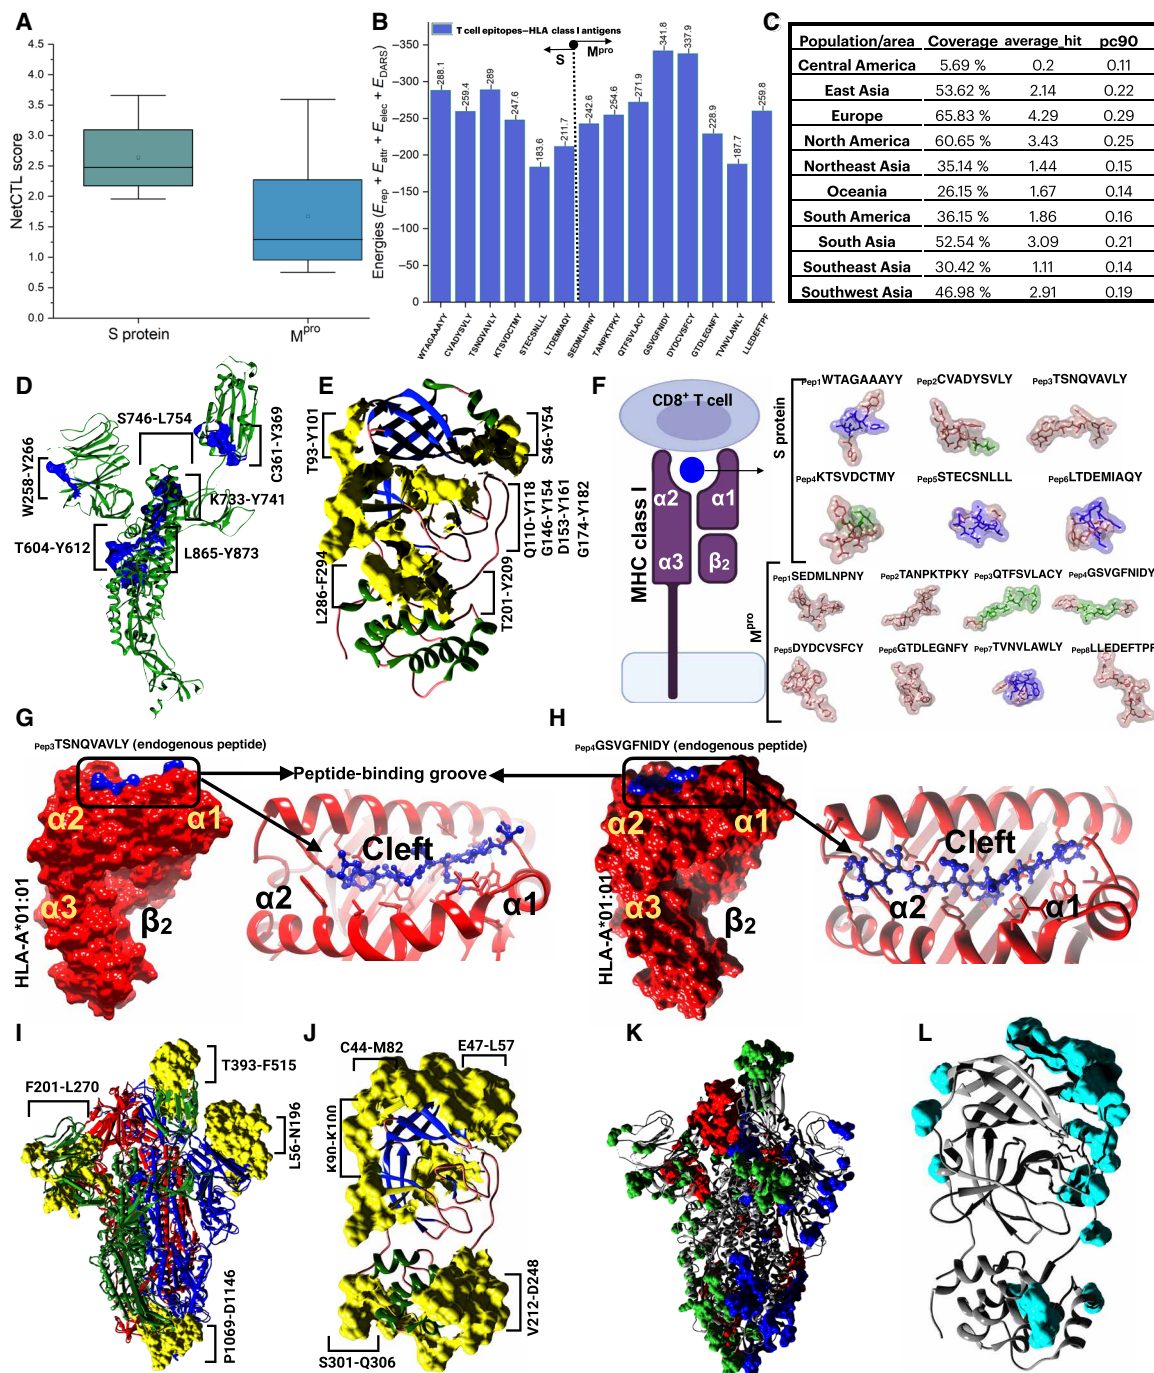 A
NetCTL score
4.5
4.0
3.5
3.0
2.5
2.0
1.5
1.0
0.5
0.0
S protein
Mpro
B
T cell epitopes–HLA class I antigens
S
Mpro
Energies (Erep + Eattr + Eelec + EDARS)
−350
−300
−250
−200
−150
−100
−50
0
−288.1
−259.4
−289
−247.6
−183.6
−211.7
−242.6
−254.6
−271.9
−341.8
−337.9
−228.9
−187.7
−259.8
WTAGAAAYY
CVADYSVLY
TSNQVAVLY
KTSVDCTMY
STECSNLLL
LTDEMIAQY
SEDMLNPNY
TANPKTPKY
QTFSVLACY
GSVGFNIDY
DYDCVSFCY
GTDLEGNFY
TVNVLAWLY
LLEDEFTPF
C
Population/area Coverage average_hit pc90
Central America 5.69 % 0.2 0.11
East Asia 53.62 % 2.14 0.22
Europe 65.83 % 4.29 0.29
North America 60.65 % 3.43 0.25
Northeast Asia 35.14 % 1.44 0.15
Oceania 26.15 % 1.67 0.14
South America 36.15 % 1.86 0.16
South Asia 52.54 % 3.09 0.21
Southeast Asia 30.42 % 1.11 0.14
Southwest Asia 46.98 % 2.91 0.19
D
S746-L754
W258-Y266
C361-Y369
K733-Y741
T604-Y612
L865-Y873
E
T93-Y101
S46-Y54
Q110-Y118
G146-Y154
D153-Y161
G174-Y182
L286-F294
T201-Y209
F
CD8+ T cell
MHC class I
α2
α1
α3
β2
S protein
Pep1WTAGAAAYY
Pep2CVADYSVLY
Pep3TSNQVAVLY
Pep4KTSVDCTMY
Pep5STECSNLLL
Pep6LTDEMIAQY
Mpro
Pep1SEDMLNPNY
Pep2TANPKTPKY
Pep3QTFSVLACY
Pep4GSVGFNIDY
Pep5DYDCVSFCY
Pep6GTDLEGNFY
Pep7TVNVLAWLY
Pep8LLEDEFTPF
G
Pep3TSNQVAVLY (endogenous peptide)
Peptide-binding groove
α2
α1
α3
β2
HLA-A*01:01
Cleft
α2
α1
H
Pep4GSVGFNIDY (endogenous peptide)
α2
α1
α3
β2
HLA-A*01:01
Cleft
α2
α1
I
T393-F515
F201-L270
L56-N196
P1069-D1146
J
C44-M82
E47-L57
K90-K100
V212-D248
S301-Q306
K
L